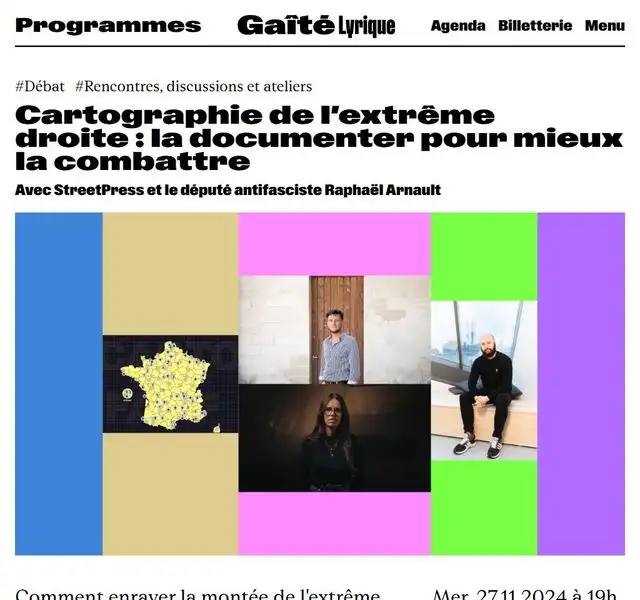 Programmes Gaîté Lyrique Agenda Billetterie Menu
#Débat #Rencontres, discussions et ateliers
Cartographie de l'extrême
droite : la documenter pour mieux
la combattre
Avec StreetPress et le député antifasciste Raphaël Arnault
Comment enrayer la montée de l'extrême
Mer. 27.11.2024 à 19h